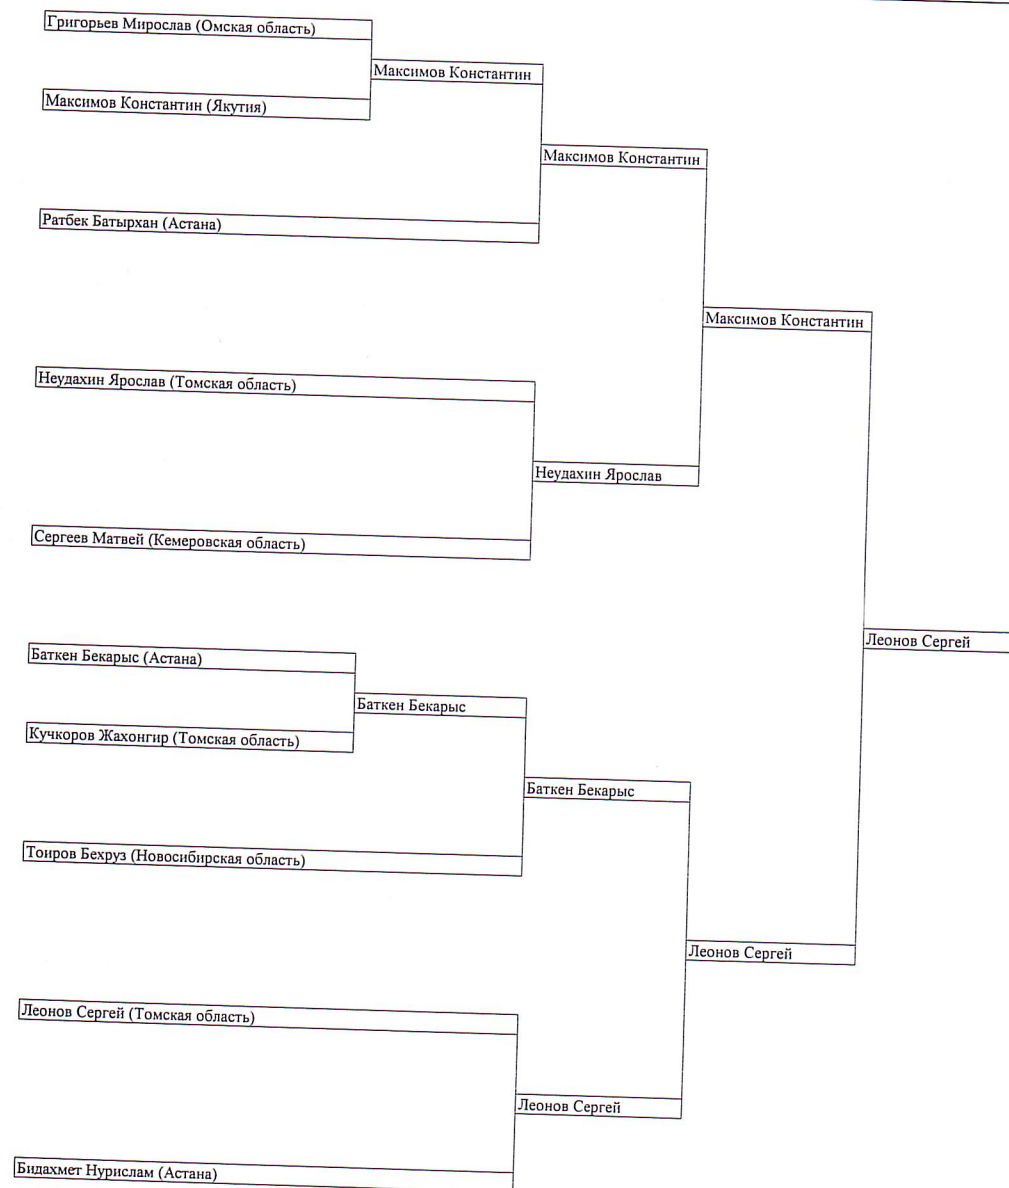 Григорьев Мирослав (Омская область)
Максимов Константин
Максимов Константин (Якутия)
Максимов Константин
Ратбек Батырхан (Астана)
Максимов Константин
Неудахин Ярослав (Томская область)
Неудахин Ярослав
Сергеев Матвей (Кемеровская область)
Леонов Сергей
Баткен Бекарыс (Астана)
Баткен Бекарыс
Кучкоров Жахонгир (Томская область)
Баткен Бекарыс
Тоиров Бехруз (Новосибирская область)
Леонов Сергей
Леонов Сергей (Томская область)
Леонов Сергей
Бидахмет Нурислам (Астана)